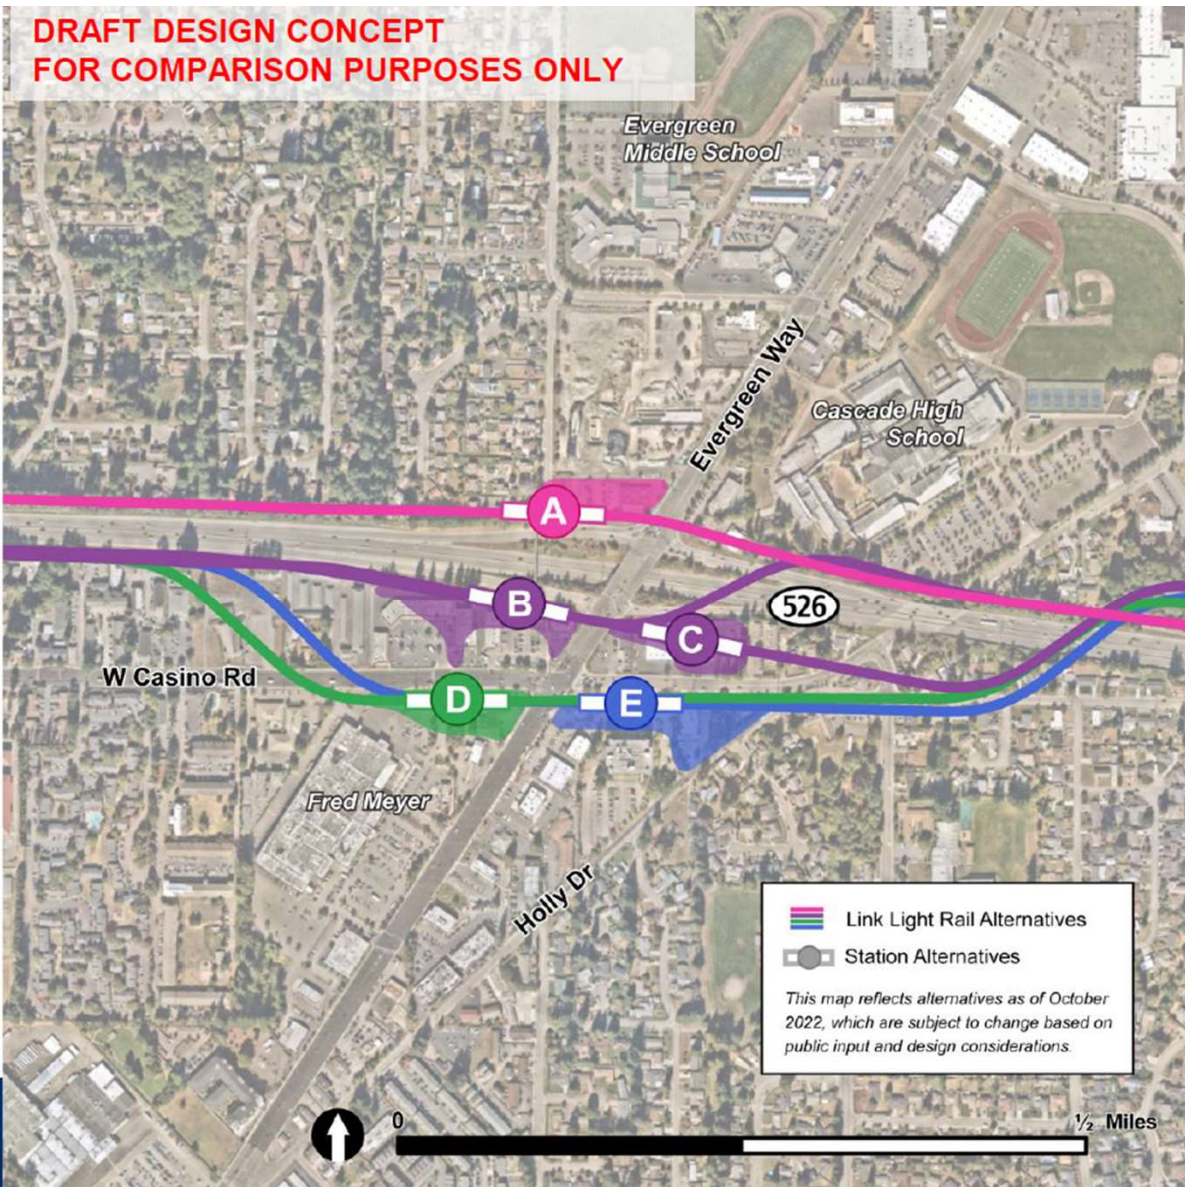 DRAFT DESIGN CONCEPT
FOR COMPARISON PURPOSES ONLY
Evergreen
Middle School
Evergreen Way
Cascade High
School
A
B
526
C
W Casino Rd
D
E
Fred Meyer
Holly Dr
Link Light Rail Alternatives
Station Alternatives
This map reflects alternatives as of October
2022, which are subject to change based on
public input and design considerations.
0
½ Miles